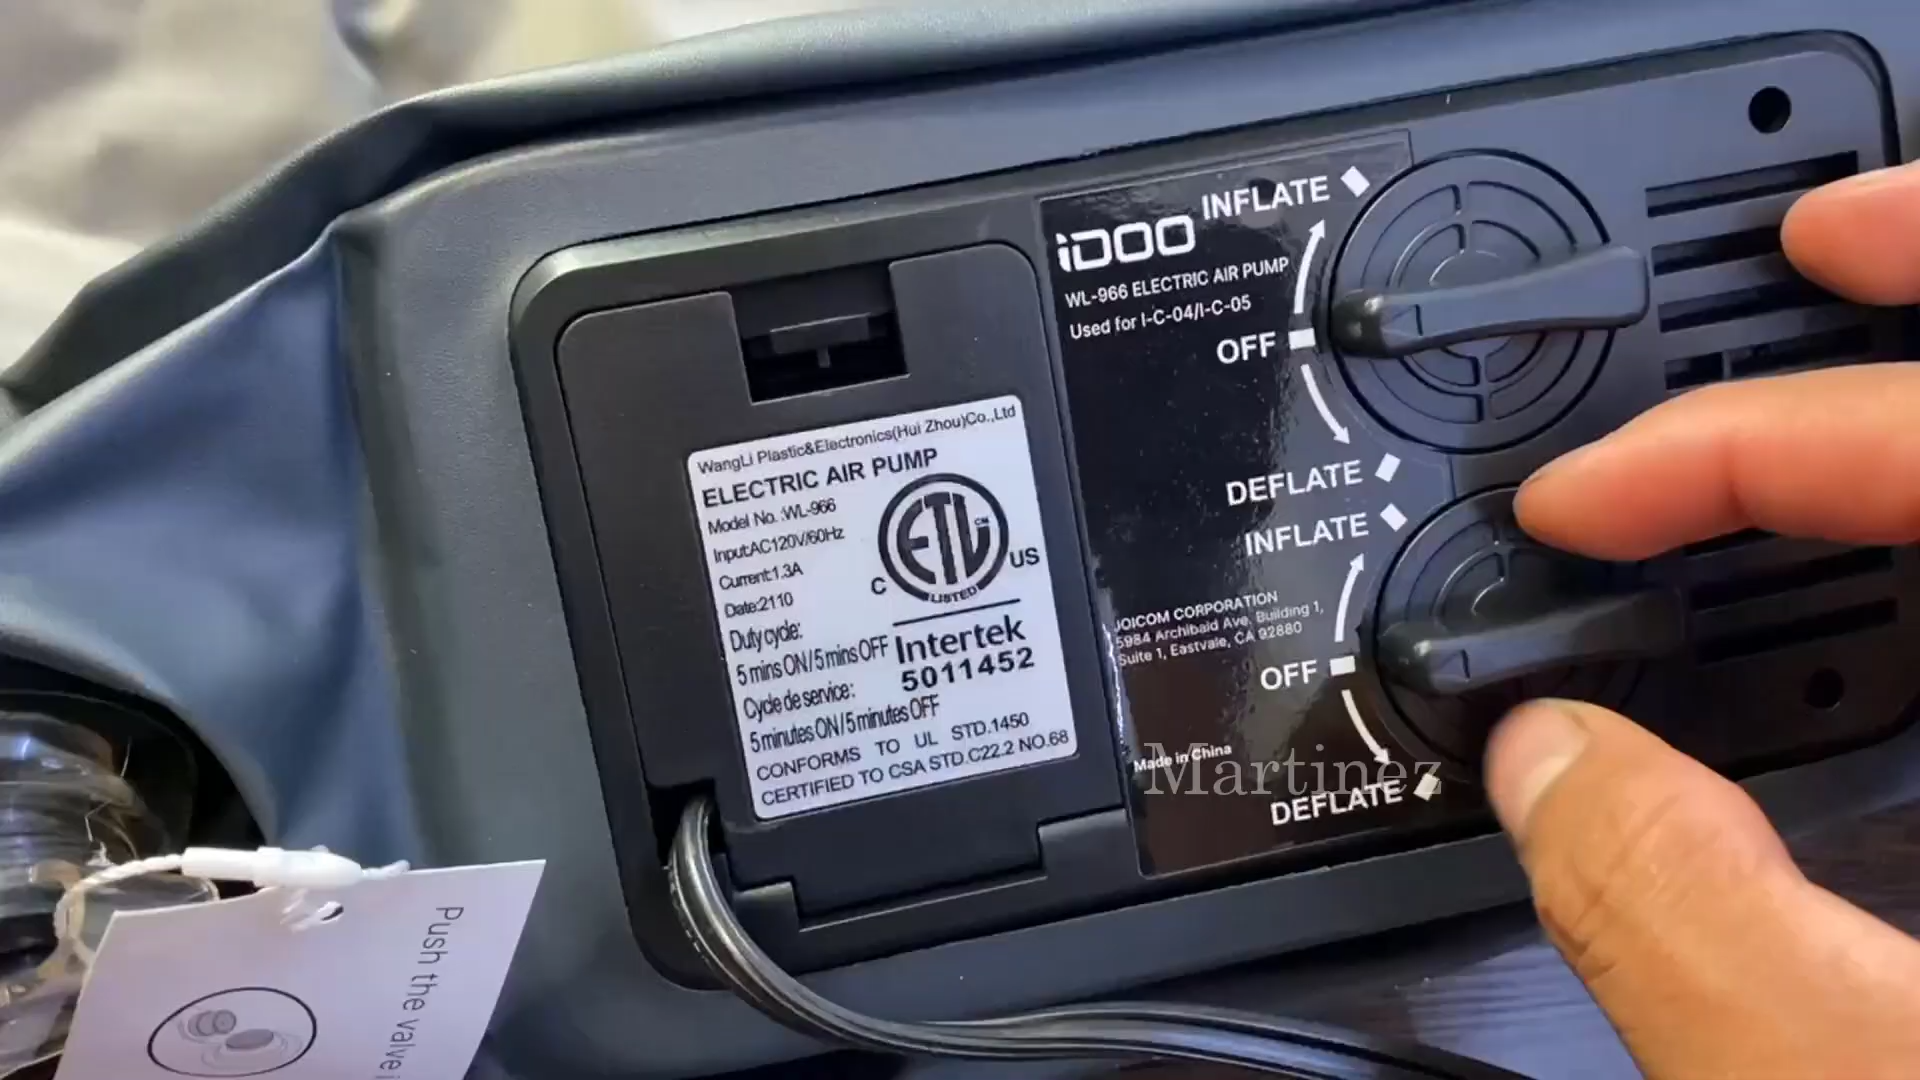 WangLi Plastic&Electronics(Hui Zhou)Co.,Ltd
ELECTRIC AIR PUMP
Model No. :WL-966
Input:AC120V/60Hz
Current:1.3A
Date:2110
Duty cycle:
5 mins ON/5 mins OFF
Cycle de service:
5 minutes ON/5 minutes OFF
CONFORMS TO UL STD.1450
CERTIFIED TO CSA STD.C22.2 NO.68
ETL CM
C US
LISTED
Intertek
5011452
iDOO
WL-966 ELECTRIC AIR PUMP
Used for I-C-04/I-C-05
INFLATE
OFF
DEFLATE
INFLATE
OFF
DEFLATE
JOICOM CORPORATION
5984 Archibald Ave, Building 1,
Suite 1, Eastvale, CA 92880
Made in China
Martinez
Push the valve